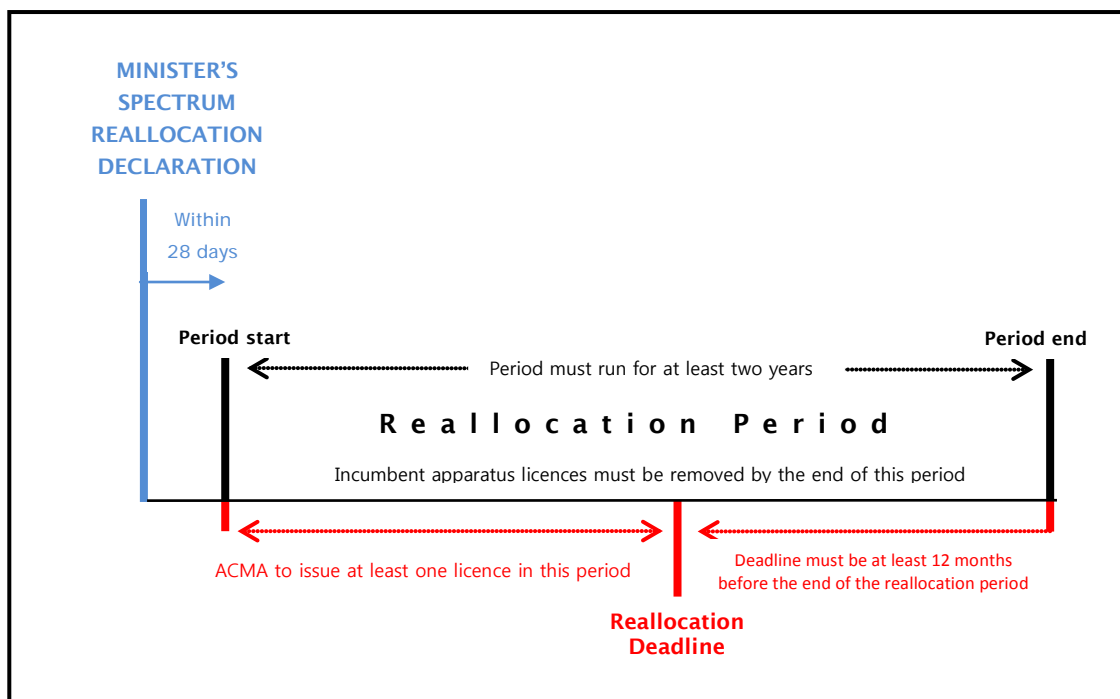 MINISTER'S
SPECTRUM
REALLOCATION
DECLARATION
Within
28 days
Period start
Period end
Period must run for at least two years
Reallocation Period
Incumbent apparatus licences must be removed by the end of this period
ACMA to issue at least one licence in this period
Deadline must be at least 12 months
before the end of the reallocation period
Reallocation
Deadline